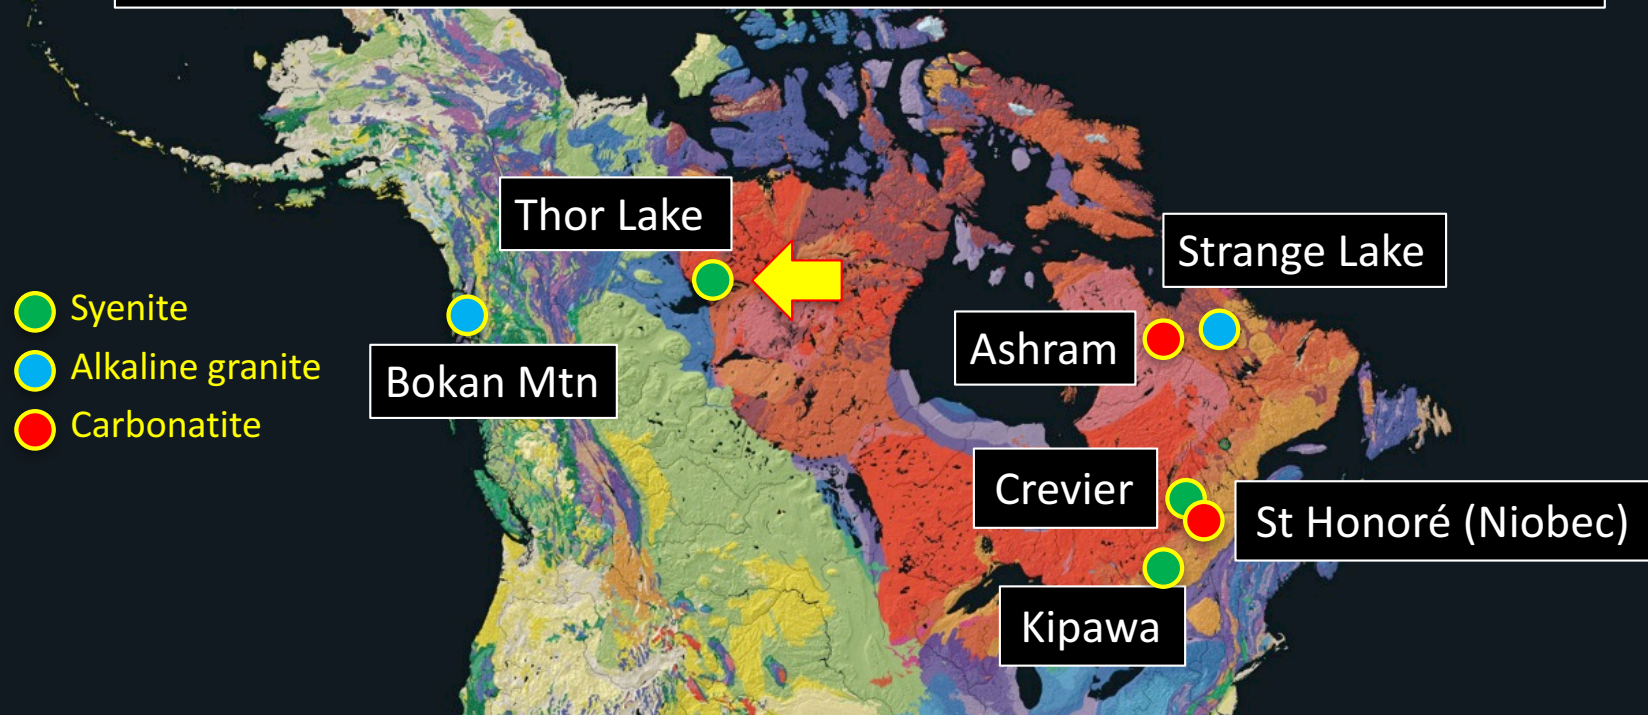 Thor Lake
Strange Lake
Syenite
Alkaline granite
Carbonatite
Bokan Mtn
Ashram
Crevier
St Honoré (Niobec)
Kipawa